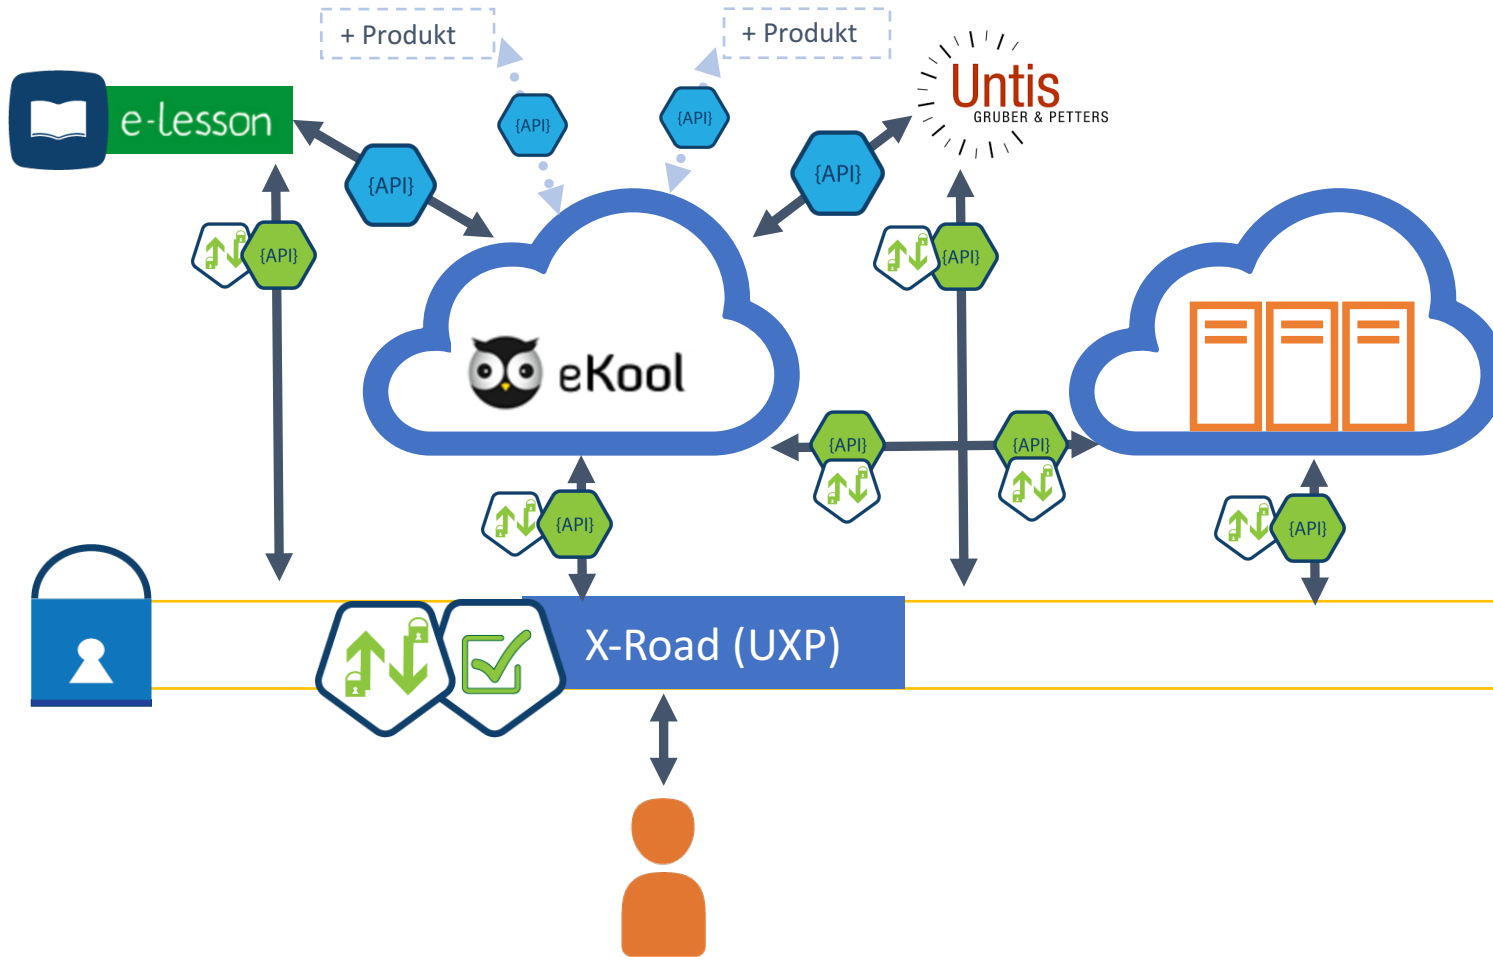 + Produkt
+ Produkt
e-lesson
Untis
GRUBER & PETTERS
{API}
{API}
{API}
{API}
{API}
{API}
eKool
{API}
{API}
{API}
{API}
X-Road (UXP)